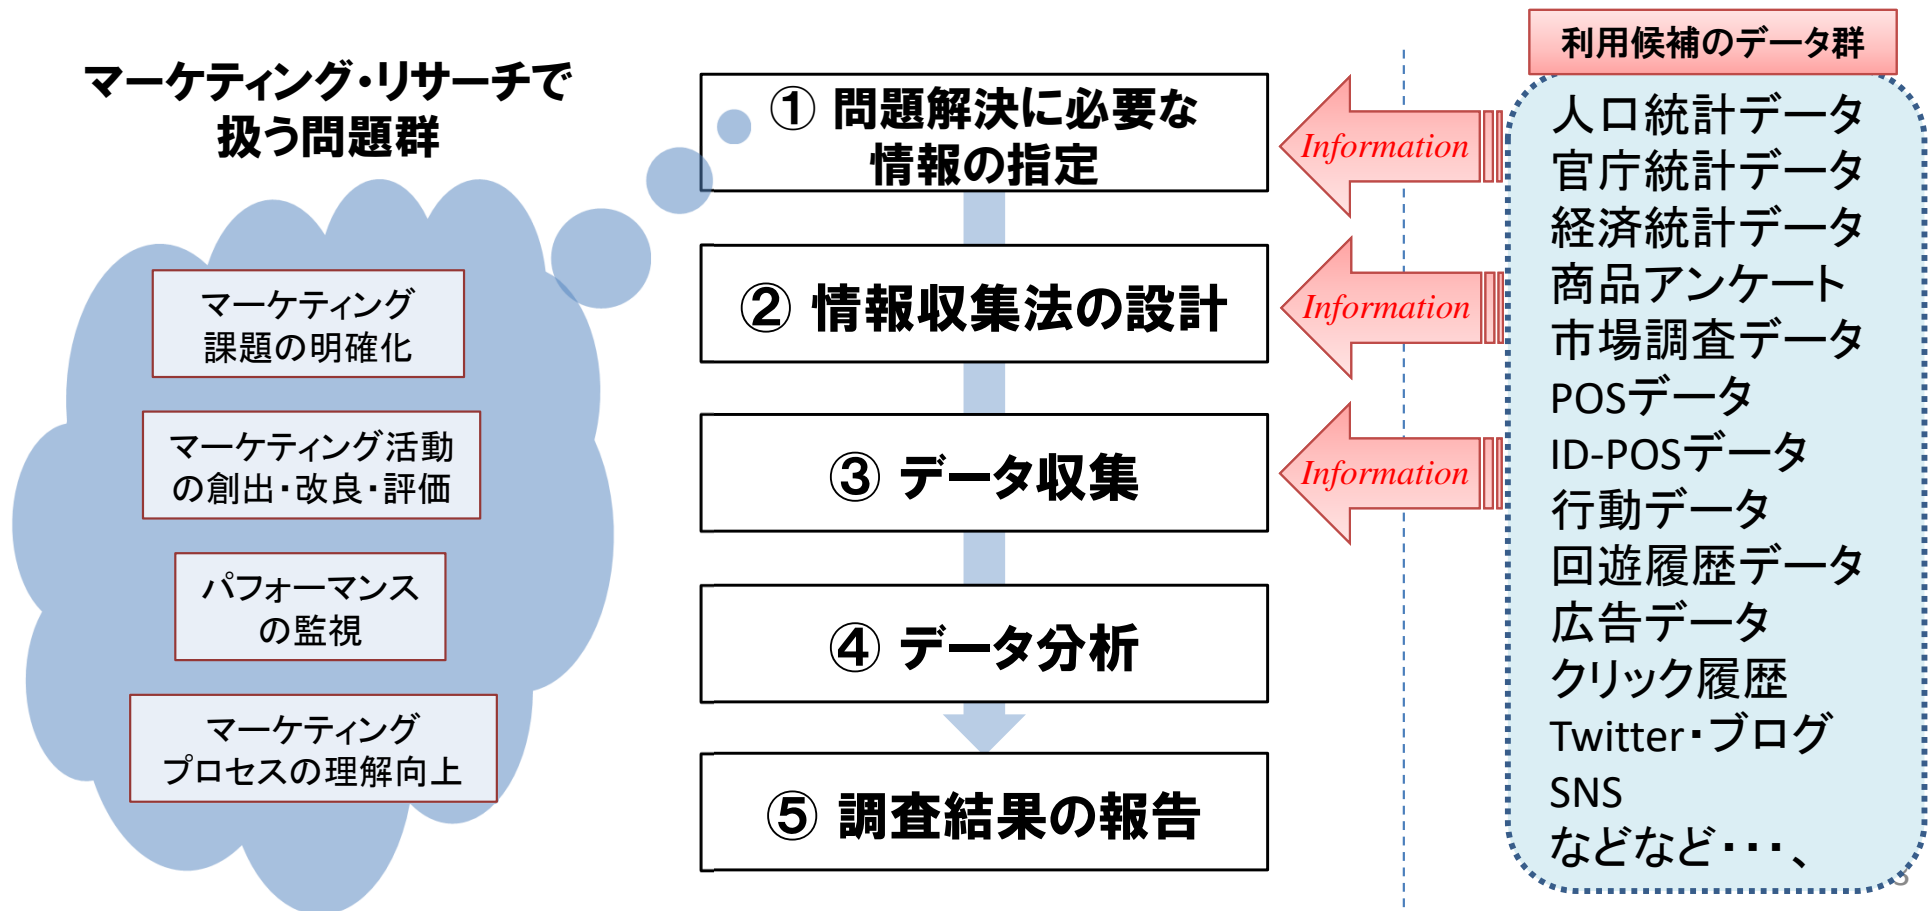 マーケティング・リサーチで
扱う問題群
マーケティング
課題の明確化
マーケティング活動
の創出・改良・評価
パフォーマンス
の監視
マーケティング
プロセスの理解向上
① 問題解決に必要な
情報の指定
② 情報収集法の設計
③ データ収集
④ データ分析
⑤ 調査結果の報告
Information
Information
Information
利用候補のデータ群
人口統計データ
官庁統計データ
経済統計データ
商品アンケート
市場調査データ
POSデータ
ID-POSデータ
行動データ
回遊履歴データ
広告データ
クリック履歴
Twitter・ブログ
SNS
などなど・・・、
3